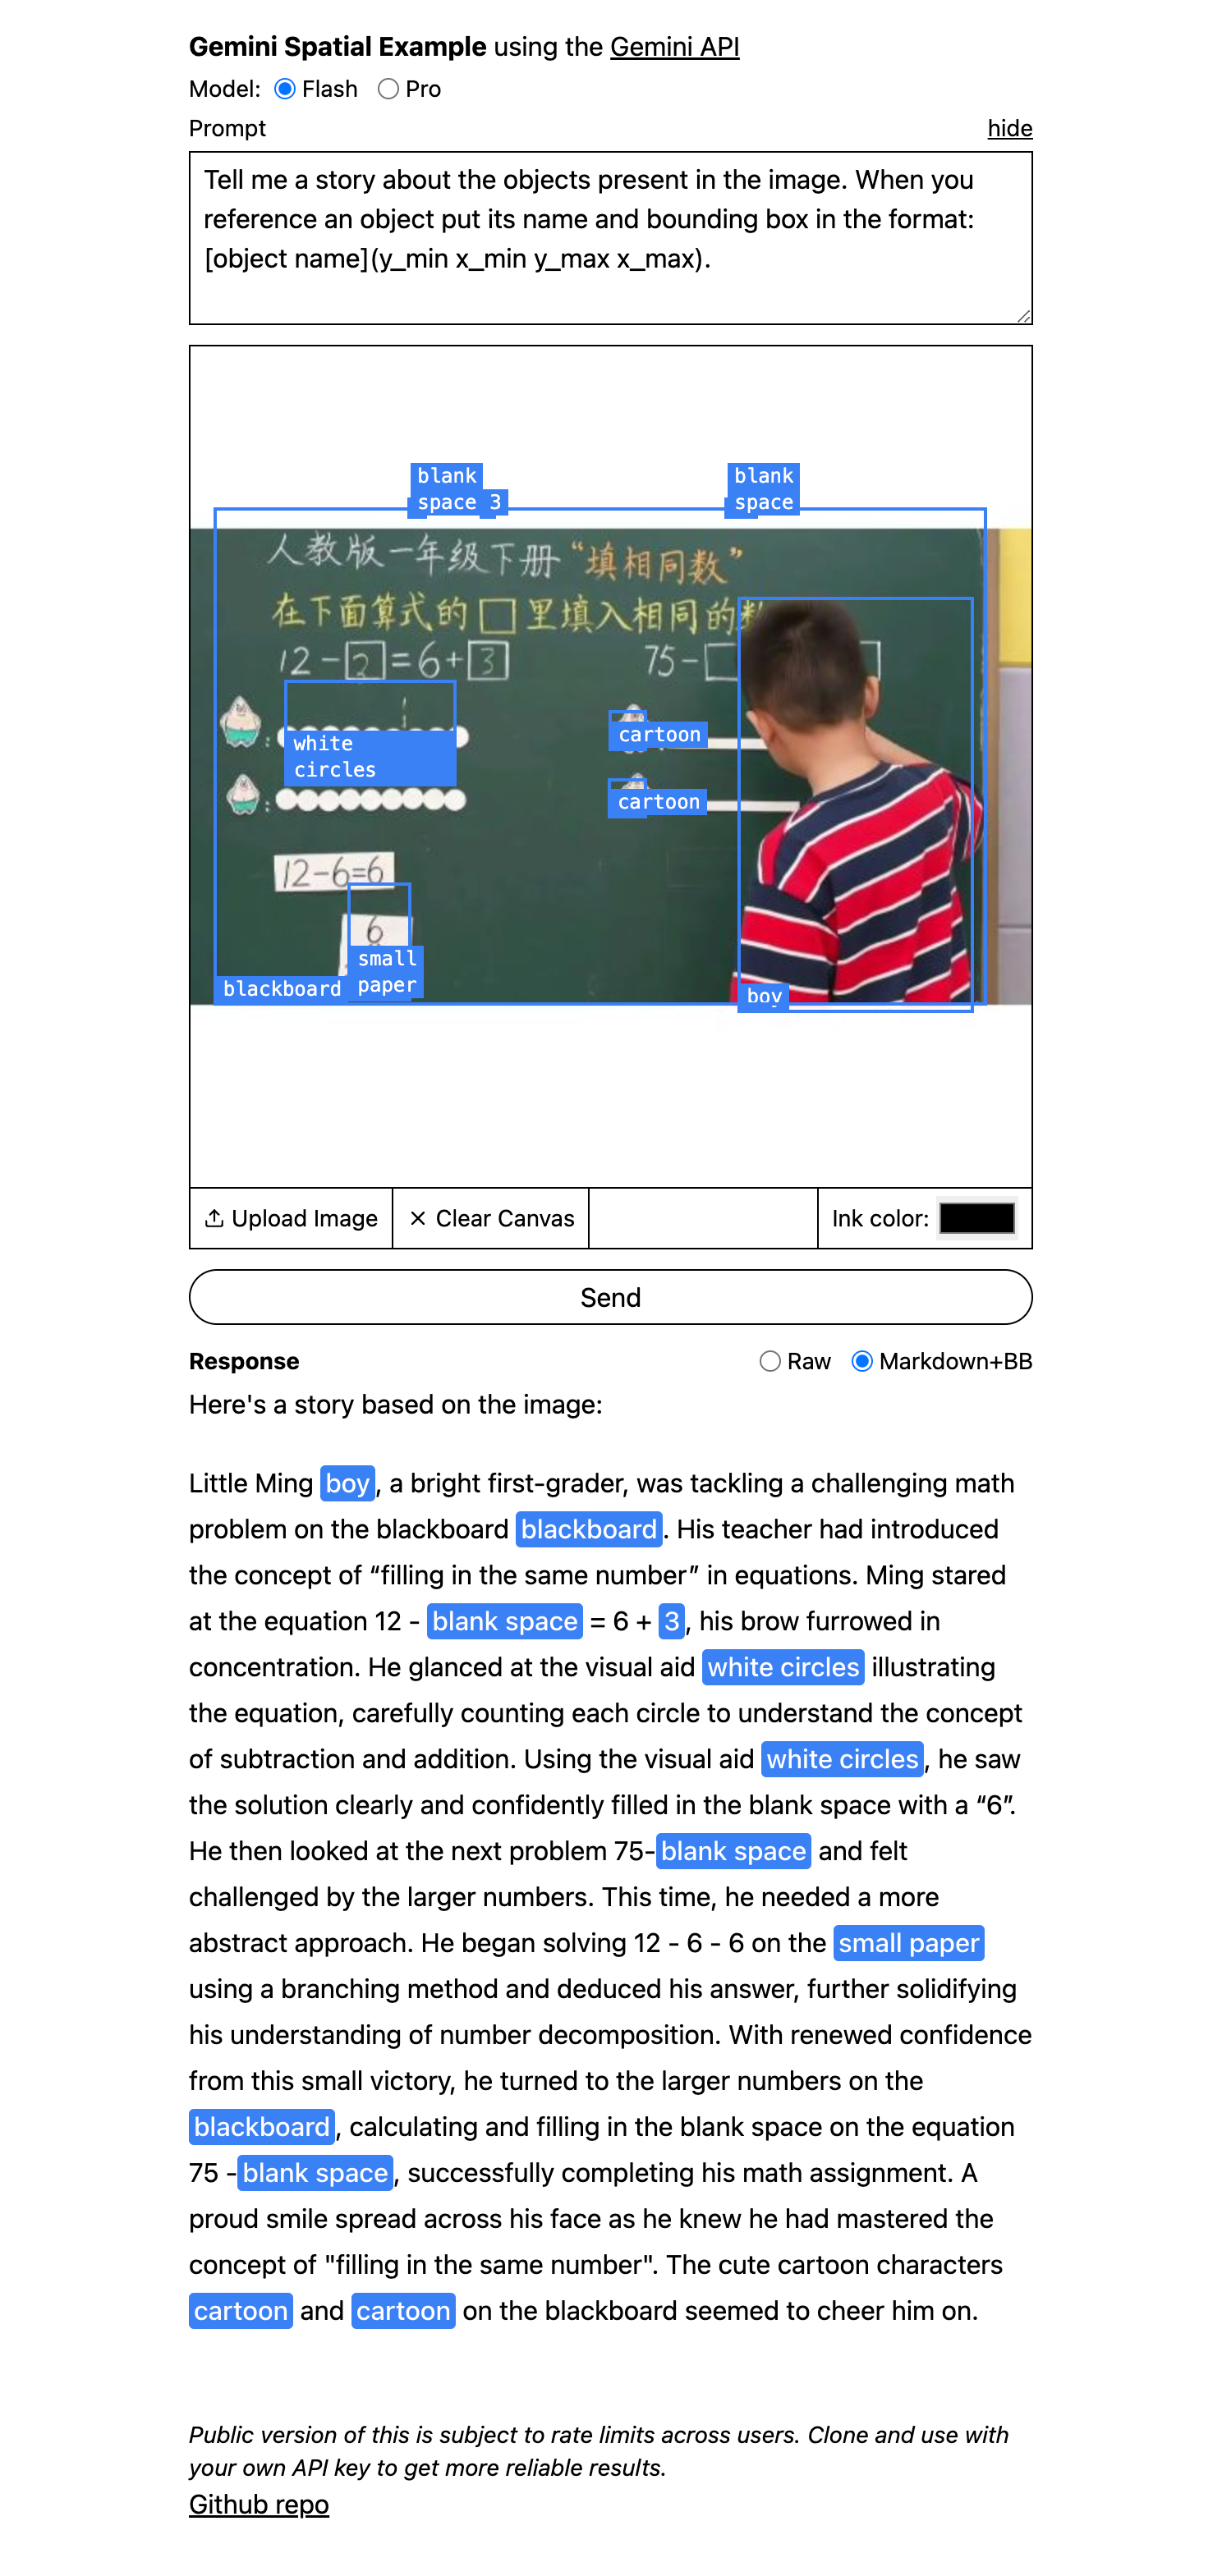 Gemini Spatial Example using the Gemini API
Model: Flash Pro
Prompt hide
Tell me a story about the objects present in the image. When you
reference an object put its name and bounding box in the format:
[object name](y_min x_min y_max x_max).
blank space 3
blank space
人教版一年级下册“填相同数”
在下面算式的□里填入相同的数
12-3=6+3
75-
white circles
cartoon
cartoon
12-6=6
6
small paper
blackboard
boy
Upload Image
Clear Canvas
Ink color:
Send
Response Raw Markdown+BB
Here's a story based on the image:
Little Ming boy, a bright first-grader, was tackling a challenging math
problem on the blackboard blackboard. His teacher had introduced
the concept of “filling in the same number” in equations. Ming stared
at the equation 12 - blank space = 6 + 3, his brow furrowed in
concentration. He glanced at the visual aid white circles illustrating
the equation, carefully counting each circle to understand the concept
of subtraction and addition. Using the visual aid white circles, he saw
the solution clearly and confidently filled in the blank space with a “6”.
He then looked at the next problem 75-blank space and felt
challenged by the larger numbers. This time, he needed a more
abstract approach. He began solving 12 - 6 - 6 on the small paper
using a branching method and deduced his answer, further solidifying
his understanding of number decomposition. With renewed confidence
from this small victory, he turned to the larger numbers on the
blackboard, calculating and filling in the blank space on the equation
75 -blank space, successfully completing his math assignment. A
proud smile spread across his face as he knew he had mastered the
concept of "filling in the same number". The cute cartoon characters
cartoon and cartoon on the blackboard seemed to cheer him on.
Public version of this is subject to rate limits across users. Clone and use with
your own API key to get more reliable results.
Github repo